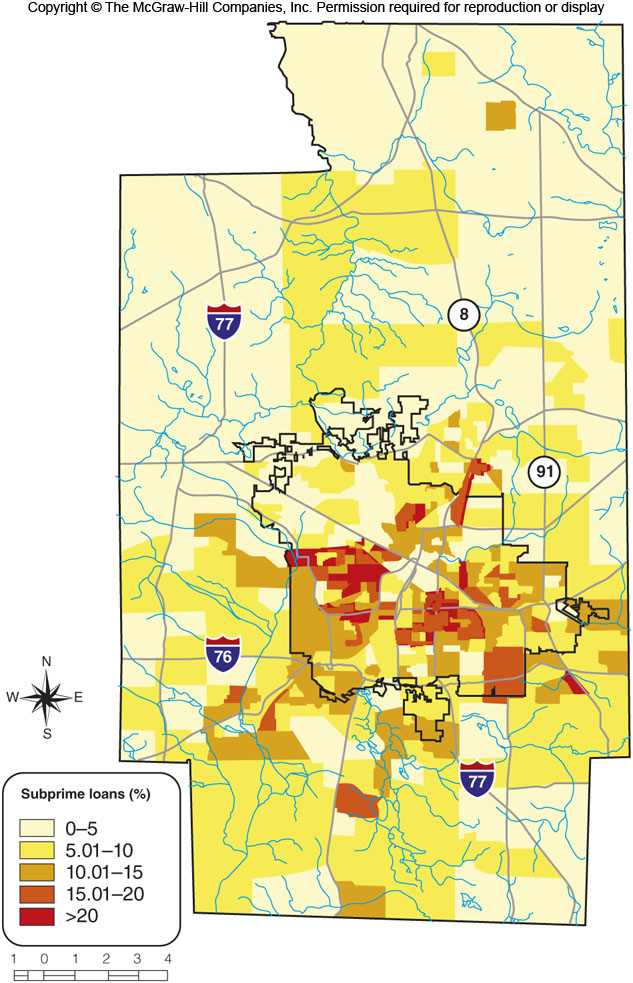 Copyright © The McGraw-Hill Companies, Inc. Permission required for reproduction or display
77
8
91
76
N
W E
S
77
Subprime loans (%)
0–5
5.01–10
10.01–15
15.01–20
>20
1 0 1 2 3 4